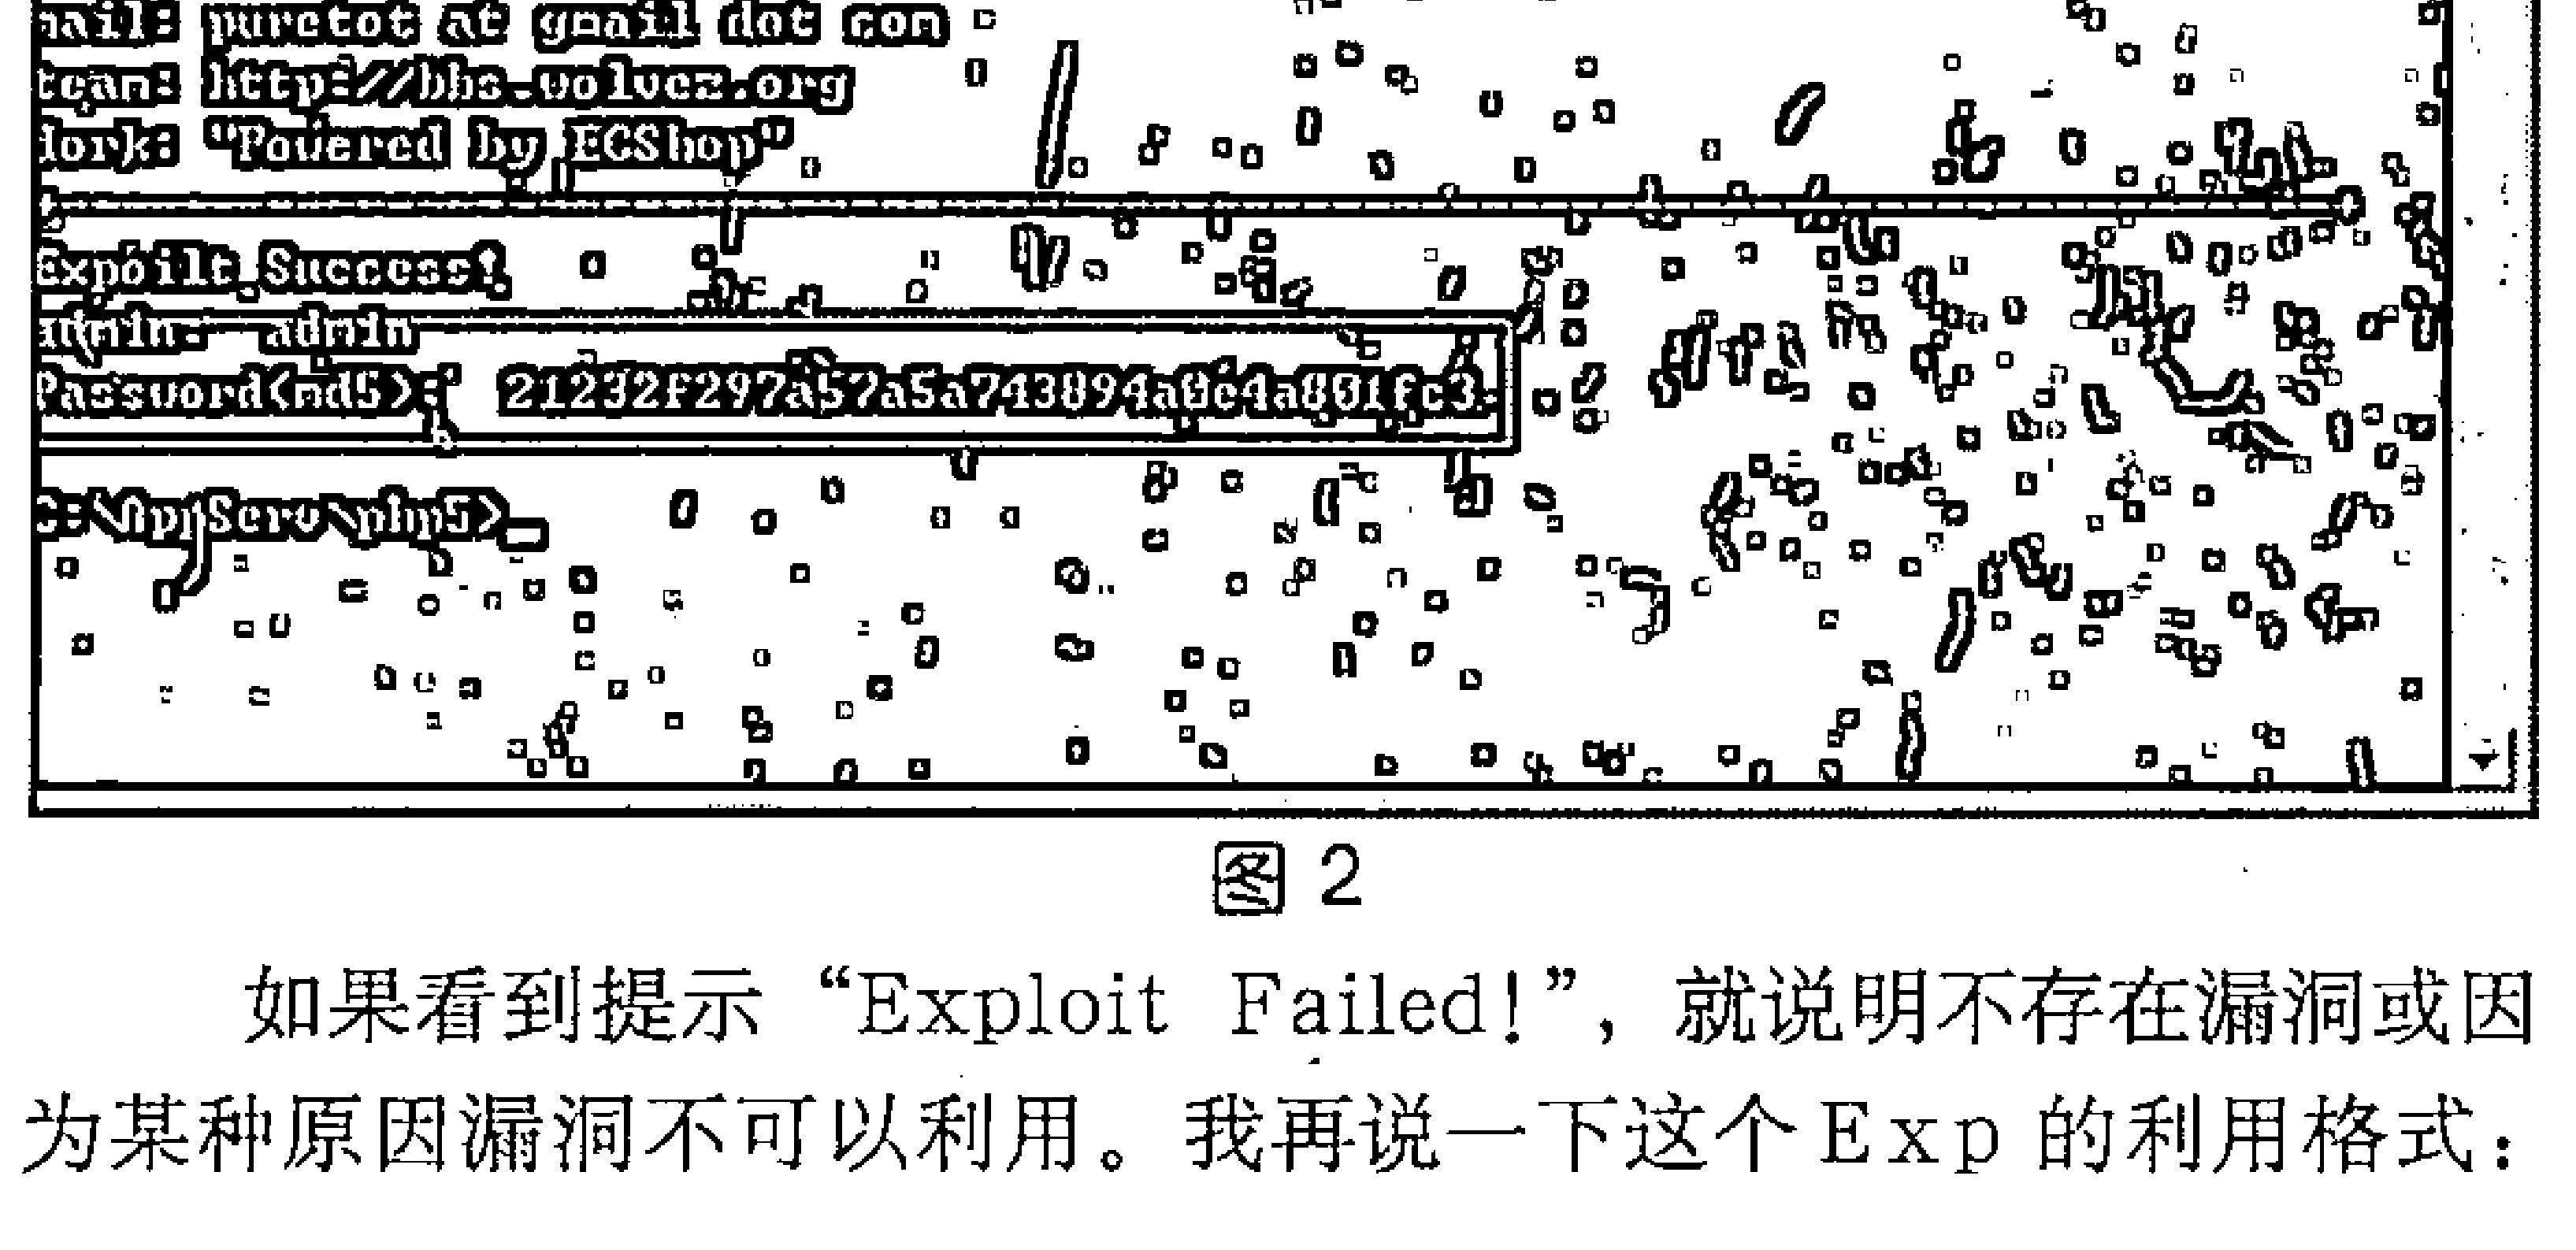 mail: puretot at gmail dot com
team: http://bbs.wolvez.org
dork: "Powered by ECShop"
Expoilt Success!
admin: admin
Password(md5): 21232f297a57a5a743894a0e4a801fc3
C:\AppServ\php5>_
图 2
如果看到提示“Exploit Failed!”，就说明不存在漏洞或因
为某种原因漏洞不可以利用。我再说一下这个Exp 的利用格式：